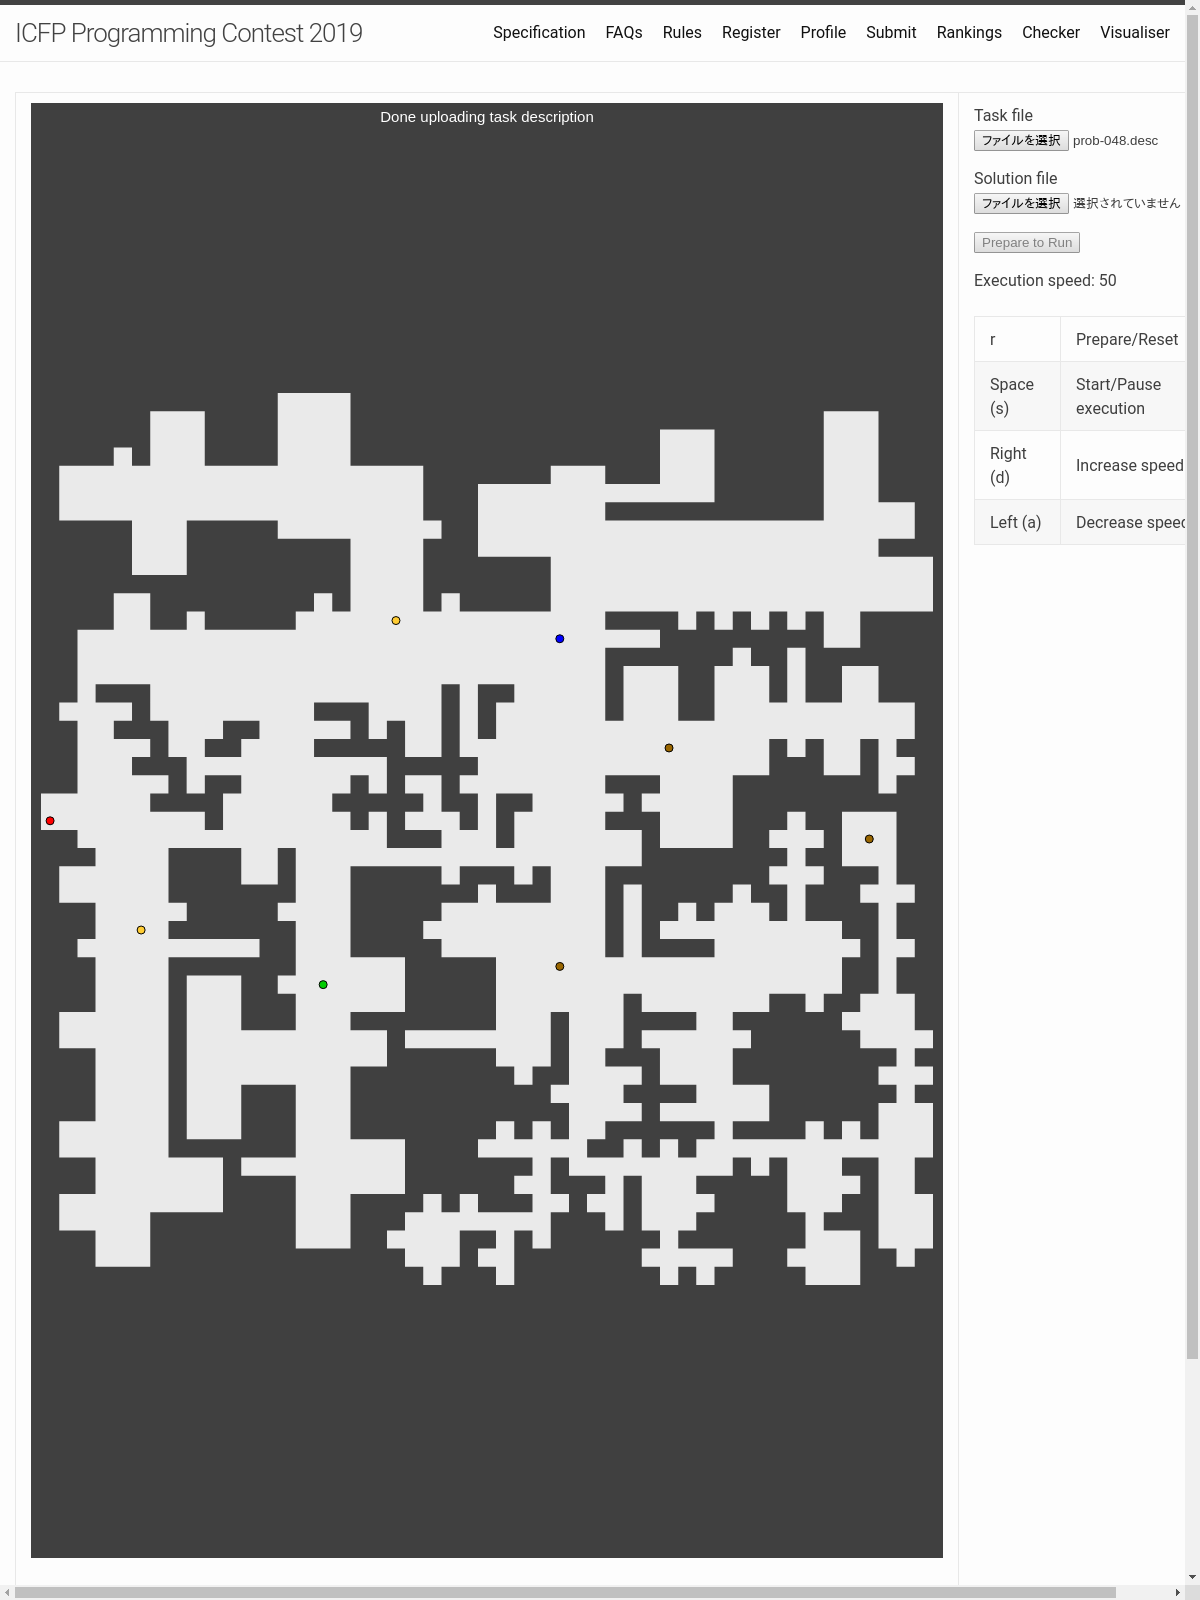 ICFP Programming Contest 2019
Specification FAQs Rules Register Profile Submit Rankings Checker Visualiser
Done uploading task description
Task file
ファイルを選択 prob-048.desc
Solution file
ファイルを選択 選択されていません
Prepare to Run
Execution speed: 50
r Prepare/Reset
Space (s) Start/Pause execution
Right (d) Increase speed
Left (a) Decrease speed